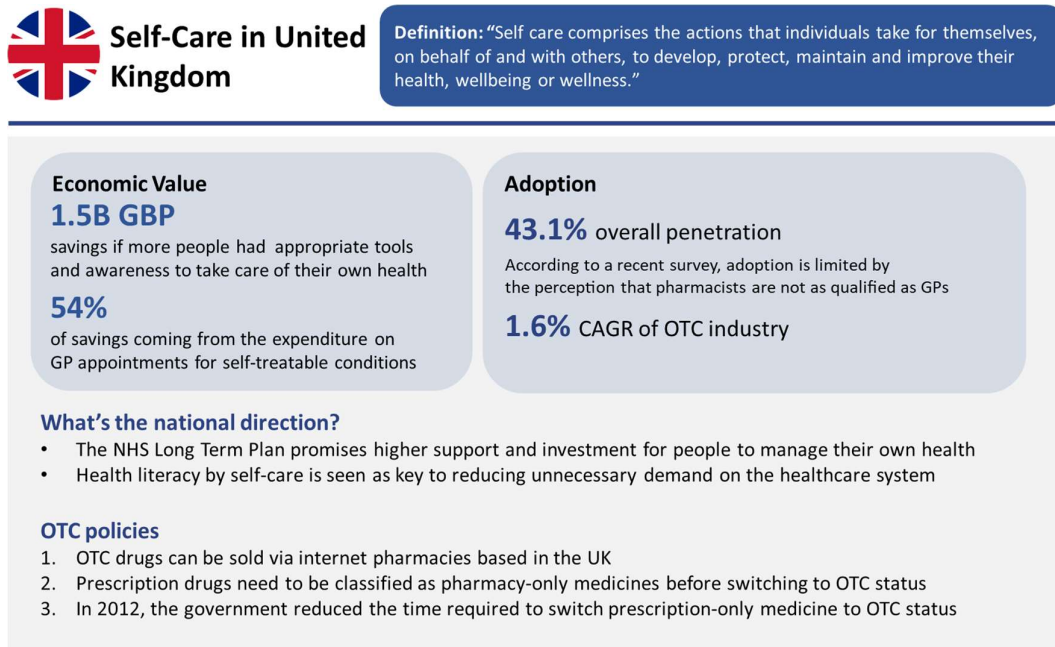 Self-Care in United
Kingdom
Definition: “Self care comprises the actions that individuals take for themselves,
on behalf of and with others, to develop, protect, maintain and improve their
health, wellbeing or wellness.”
Economic Value
1.5B GBP
savings if more people had appropriate tools
and awareness to take care of their own health
54%
of savings coming from the expenditure on
GP appointments for self-treatable conditions
Adoption
43.1% overall penetration
According to a recent survey, adoption is limited by
the perception that pharmacists are not as qualified as GPs
1.6% CAGR of OTC industry
What’s the national direction?
• The NHS Long Term Plan promises higher support and investment for people to manage their own health
• Health literacy by self-care is seen as key to reducing unnecessary demand on the healthcare system
OTC policies
1. OTC drugs can be sold via internet pharmacies based in the UK
2. Prescription drugs need to be classified as pharmacy-only medicines before switching to OTC status
3. In 2012, the government reduced the time required to switch prescription-only medicine to OTC status